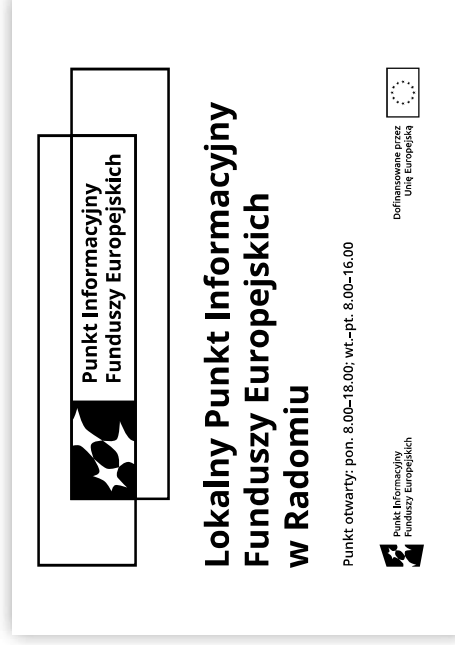 Punkt Informacyjny
Funduszy Europejskich
Lokalny Punkt Informacyjny
Funduszy Europejskich
w Radomiu
Punkt otwarty: pon. 8.00–18.00; wt.–pt. 8.00–16.00
Punkt Informacyjny
Funduszy Europejskich
Dofinansowane przez
Unię Europejską